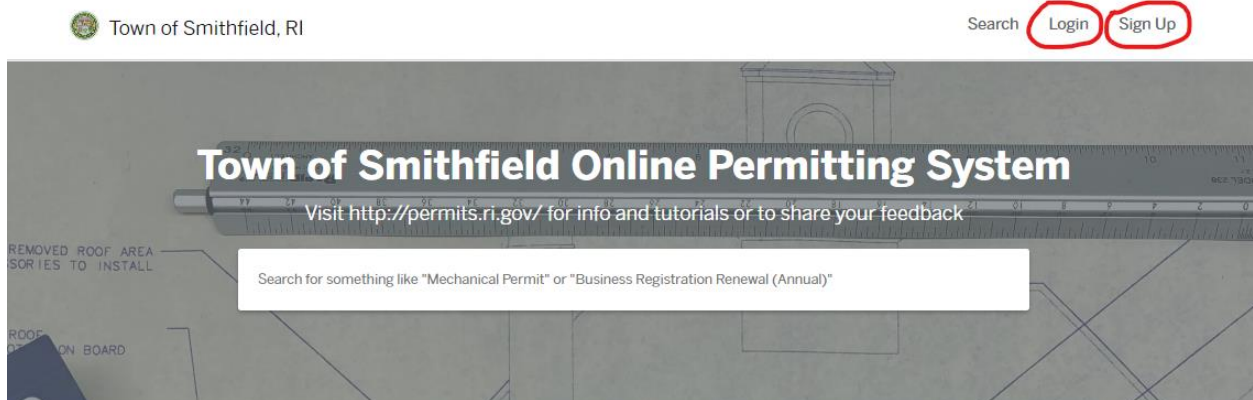 Town of Smithfield, RI
Search Login Sign Up
Town of Smithfield Online Permitting System
Visit http://permits.ri.gov/ for info and tutorials or to share your feedback
REMOVED ROOF AREA
SORIES TO INSTALL
Search for something like "Mechanical Permit" or "Business Registration Renewal (Annual)"
ROOF
ON BOARD